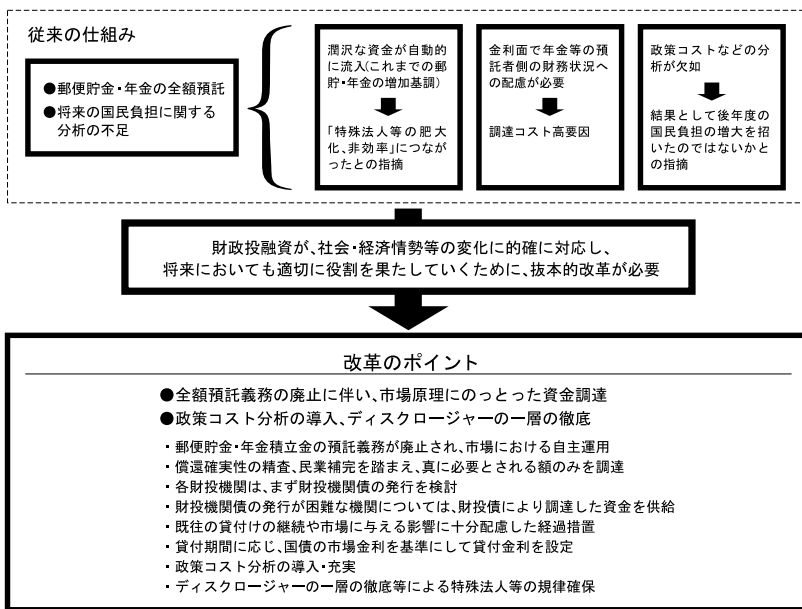 従来の仕組み
●郵便貯金・年金の全額預託
●将来の国民負担に関する
分析の不足
潤沢な資金が自動的
に流入(これまでの郵
貯・年金の増加基調)
「特殊法人等の肥大
化、非効率」につなが
ったとの指摘
金利面で年金等の預
託者側の財務状況へ
の配慮が必要
調達コスト高要因
政策コストなどの分
析が欠如
結果として後年度の
国民負担の増大を招
いたのではないかと
の指摘
財政投融資が、社会・経済情勢等の変化に的確に対応し、
将来においても適切に役割を果たしていくために、抜本的改革が必要
改革のポイント
●全額預託義務の廃止に伴い、市場原理にのっとった資金調達
●政策コスト分析の導入、ディスクロージャーの一層の徹底
・郵便貯金・年金積立金の預託義務が廃止され、市場における自主運用
・償還確実性の精査、民業補完を踏まえ、真に必要とされる額のみを調達
・各財投機関は、まず財投機関債の発行を検討
・財投機関債の発行が困難な機関については、財投債により調達した資金を供給
・既往の貸付けの継続や市場に与える影響に十分配慮した経過措置
・貸付期間に応じ、国債の市場金利を基準にして貸付金利を設定
・政策コスト分析の導入・充実
・ディスクロージャーの一層の徹底等による特殊法人等の規律確保